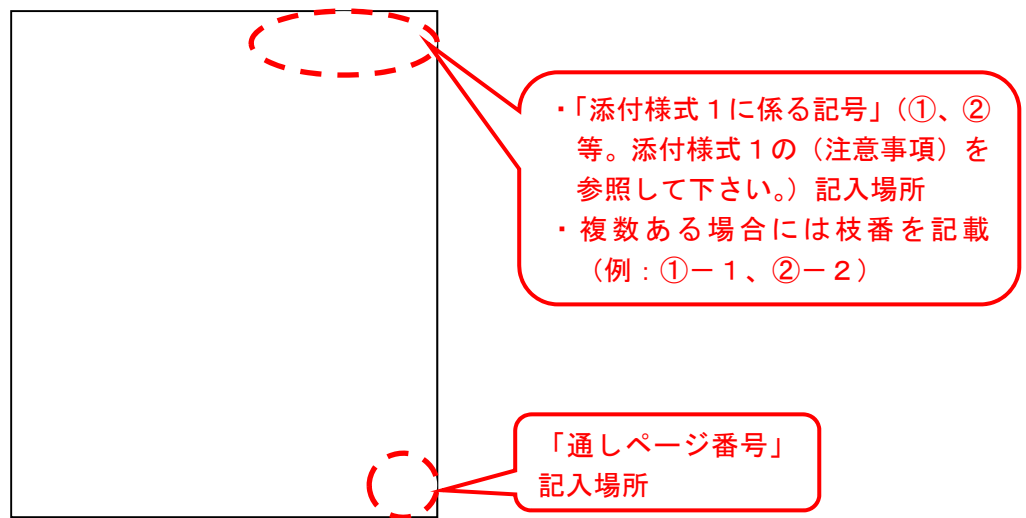 ・「添付様式１に係る記号」（①、②
等。添付様式１の（注意事項）を
参照して下さい。）記入場所
・複数ある場合には枝番を記載
（例：①－１、②－２）
「通しページ番号」
記入場所